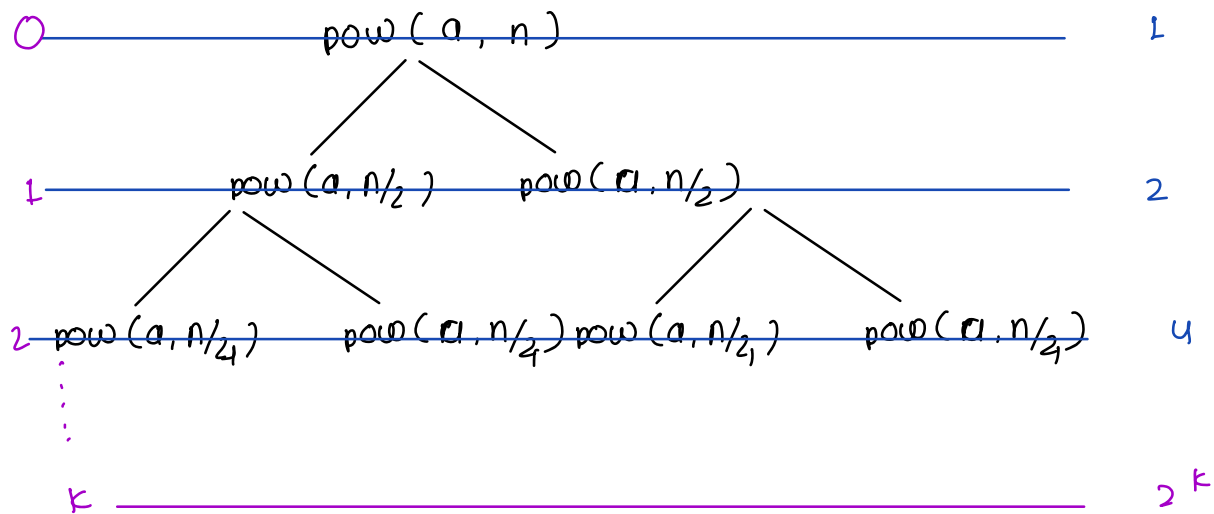 0 pow(a, n) 1
1 pow(a, n/2) pow(a, n/2) 2
2 pow(a, n/4) pow(a, n/4) pow(a, n/4) pow(a, n/4) 4
k 2^k